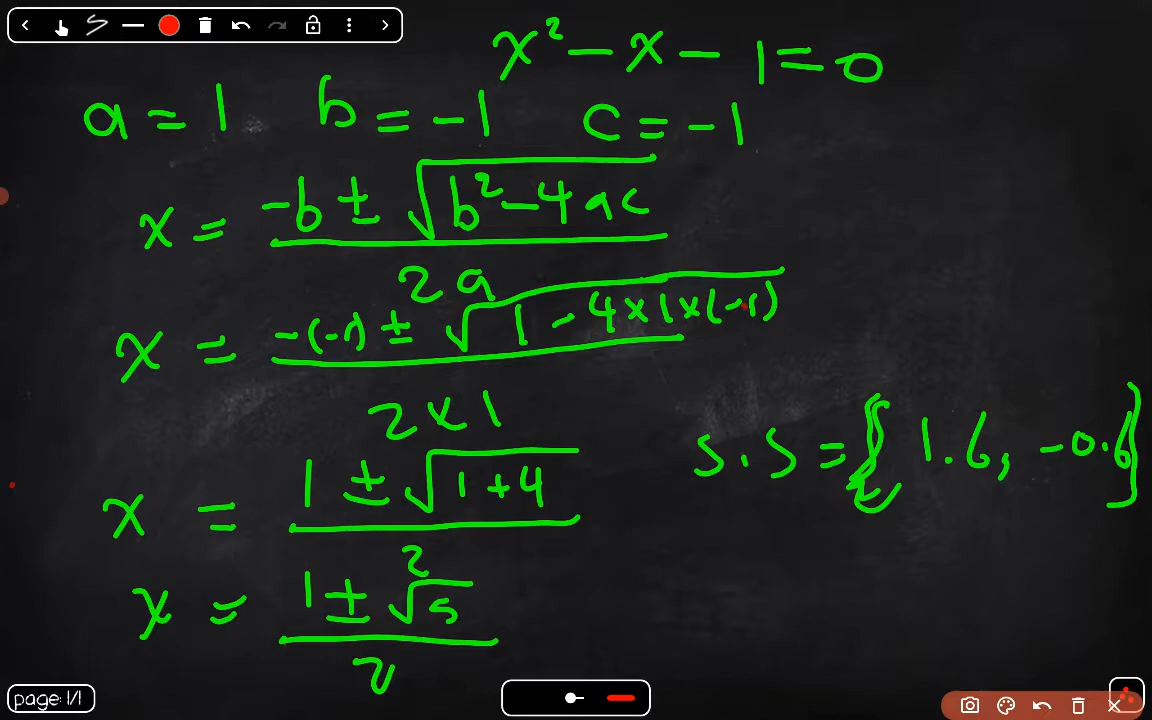 x² - x - 1 = 0
a = 1 b = -1 c = -1
x = (-b ± √(b² - 4ac)) / 2a
x = (-(-1) ± √(1 - 4×1×(-1))) / 2×1
x = (1 ± √(1+4)) / 2
x = (1 ± √5) / 2
S.S = {1.6, -0.6}
page: 1/1